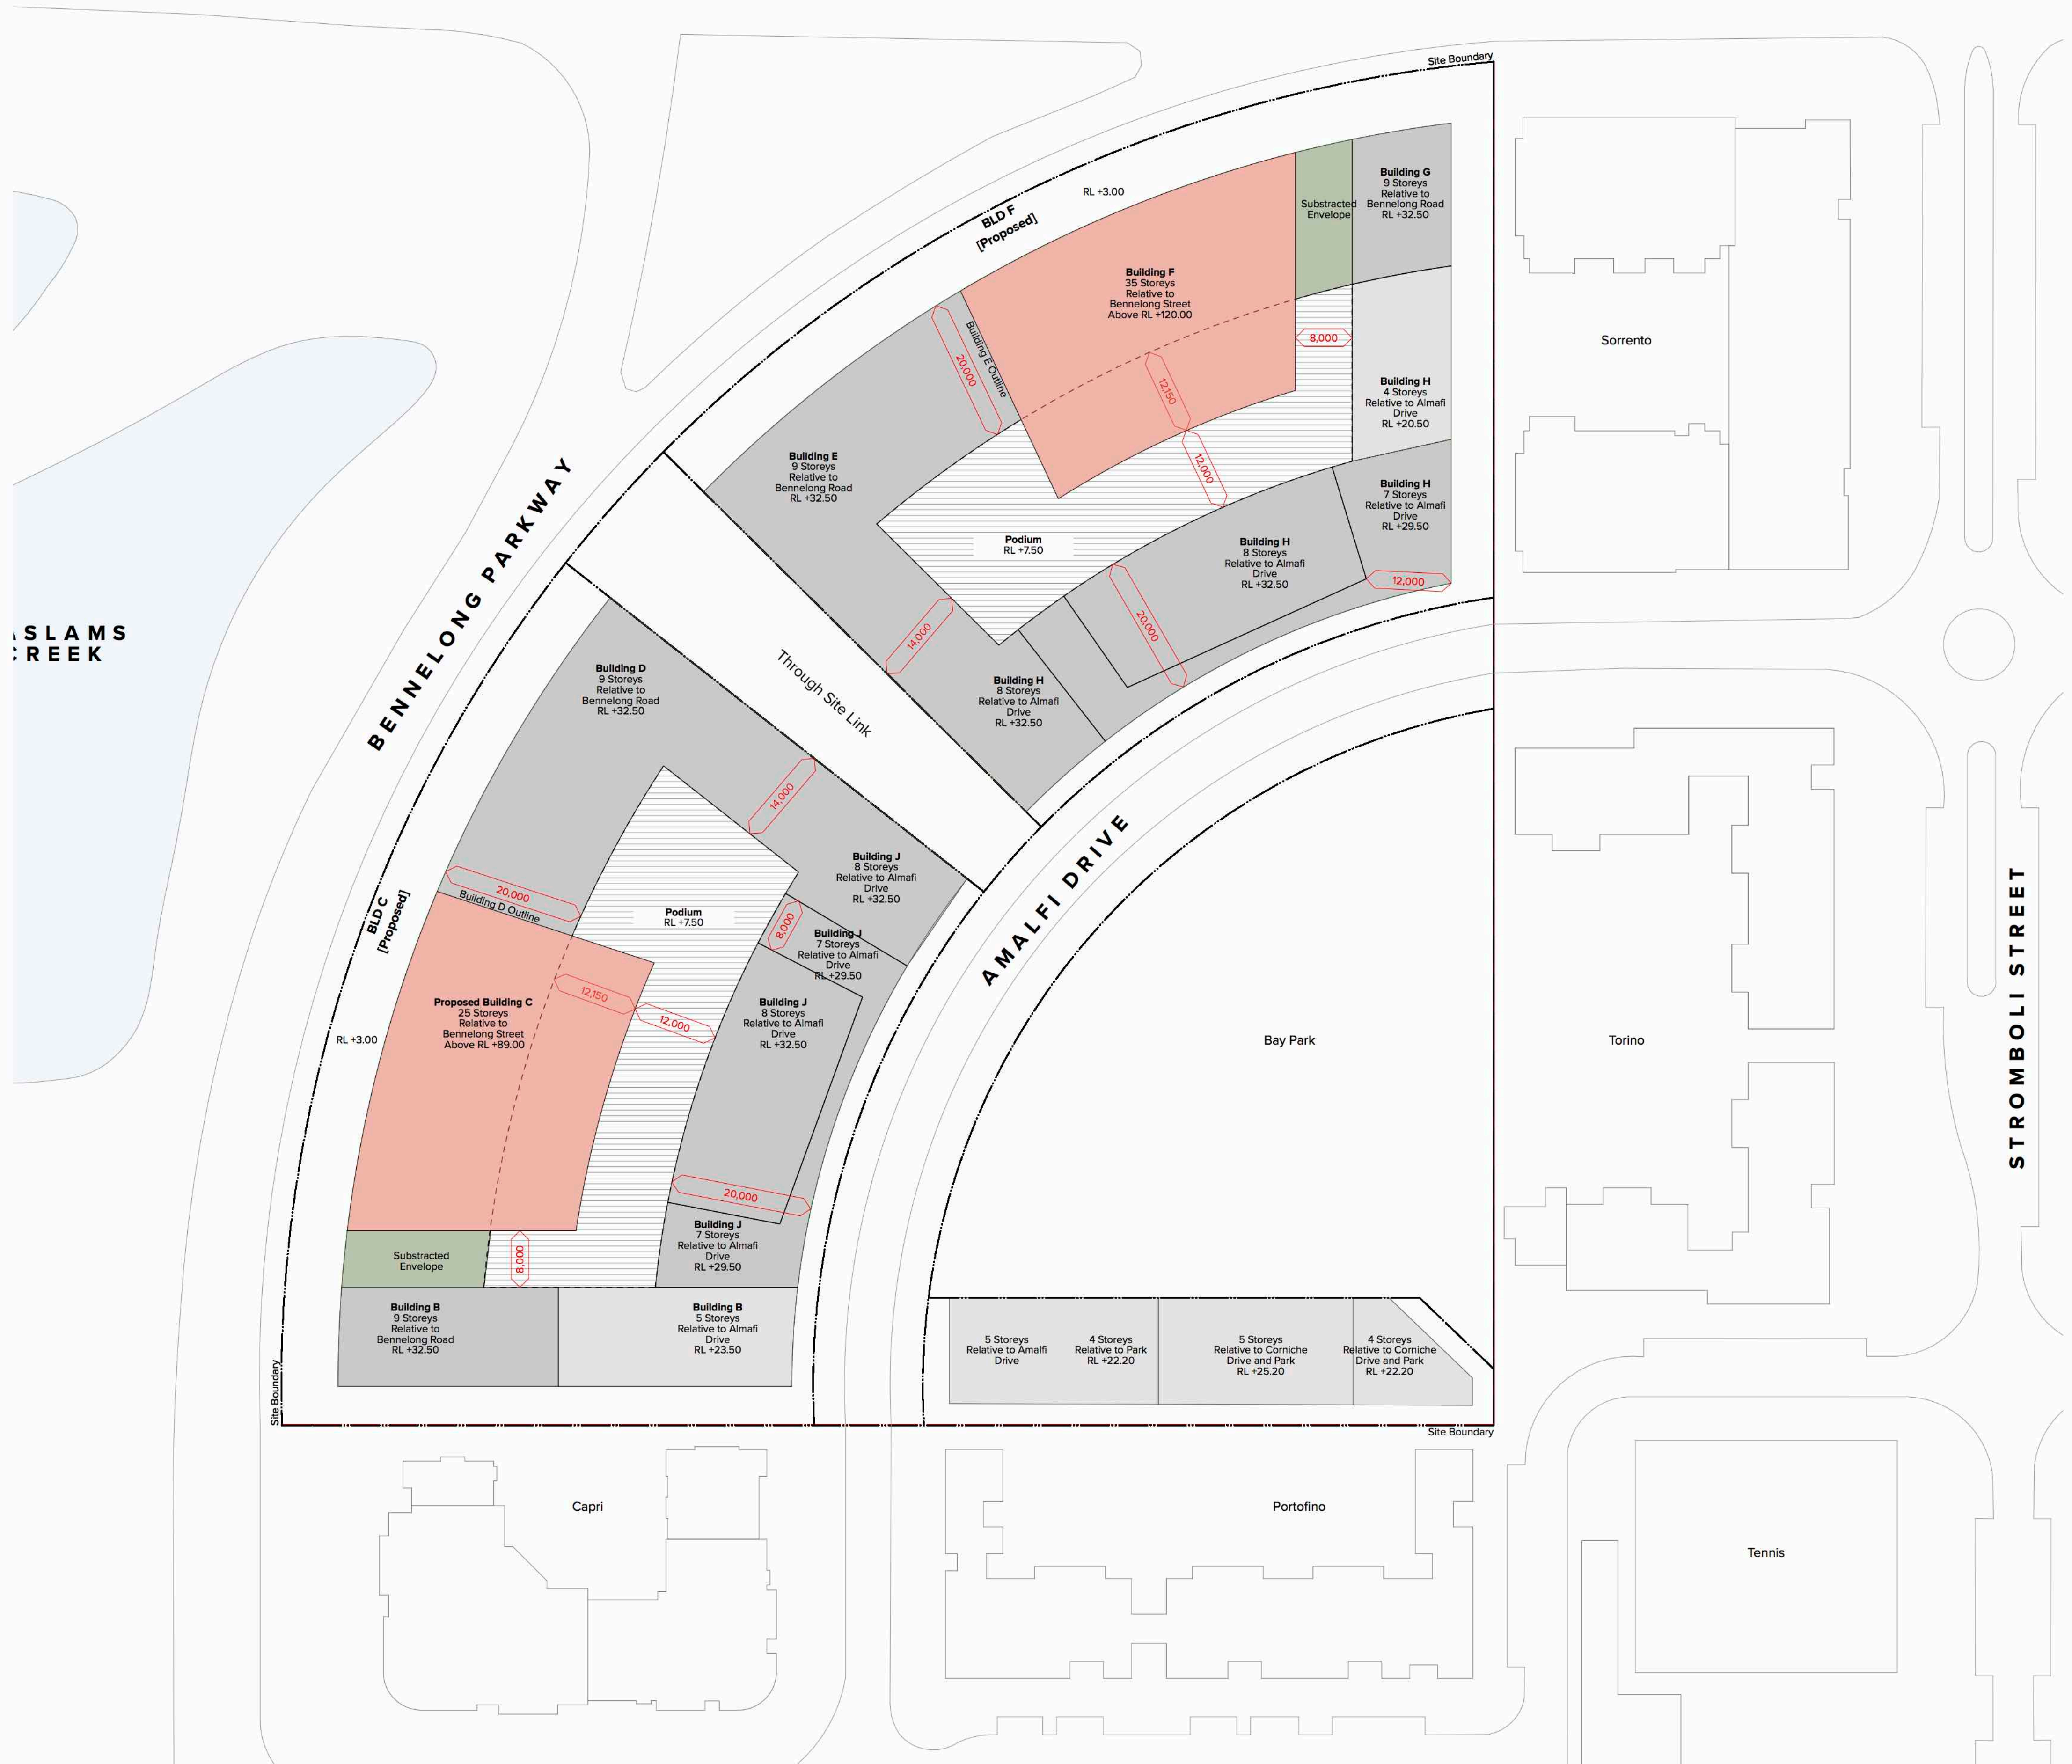 Site Boundary
RL +3.00
BLD F
[Proposed]
Building G
9 Storeys
Relative to
Bennelong Road
RL +32.50
Substracted
Envelope
Building F
35 Storeys
Relative to
Bennelong Street
Above RL +120.00
Building E Outline
20,000
8,000
12,150
12,000
Sorrento
Building H
4 Storeys
Relative to Almafi
Drive
+20.50
Building E
9 Storeys
Relative to
Bennelong Road
RL +32.50
Building H
7 Storeys
Relative to Almafi
Drive
RL +29.50
Podium
RL +7.50
Building H
8 Storeys
Relative to Almafi
Drive
RL +32.50
12,000
20,000
14,000
BENNELONG PARKWAY
SLAMS
REEK
Through Site Link
Building H
8 Storeys
Relative to Almafi
Drive
RL +32.50
Building D
9 Storeys
Relative to
Bennelong Road
RL +32.50
14,000
AMALFI DRIVE
Building J
8 Storeys
Relative to Almafi
Drive
RL +32.50
20,000
Building D Outline
Podium
RL +7.50
8,000
Building J
7 Storeys
Relative to Almafi
Drive
RL +29.50
BLD C
[Proposed]
12,150
12,000
Proposed Building C
25 Storeys
Relative to
Bennelong Street
Above RL +89.00
Building J
8 Storeys
Relative to Almafi
Drive
RL +32.50
RL +3.00
Bay Park
Torino
STROMBOLI STREET
20,000
Building J
7 Storeys
Relative to Almafi
Drive
RL +29.50
Substracted
Envelope
8,000
Building B
9 Storeys
Relative to
Bennelong Road
RL +32.50
Building B
5 Storeys
Relative to Almafi
Drive
RL +23.50
5 Storeys
Relative to Amalfi
Drive
4 Storeys
Relative to Park
RL +22.20
5 Storeys
Relative to Corniche
Drive and Park
RL +25.20
4 Storeys
Relative to Corniche
Drive and Park
RL +22.20
Site Boundary
Site Boundary
Capri
Portofino
Tennis